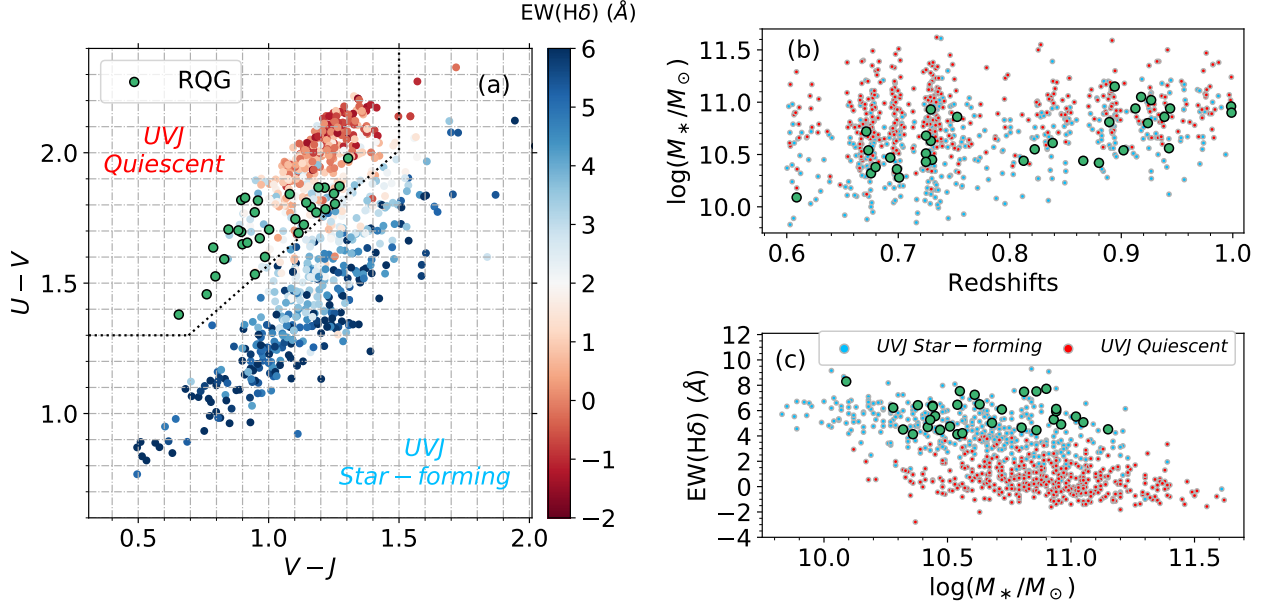 EW(Hδ) (Å)
RQG
(a)
UVJ
Quiescent
UVJ
Star − forming
U − V
2.0
1.5
1.0
0.5
1.0
1.5
2.0
V − J
6
5
4
3
2
1
0
−1
−2
(b)
log(M∗/M⊙)
11.5
11.0
10.5
10.0
0.6
0.7
0.8
0.9
1.0
Redshifts
(c)
UVJ Star − forming
UVJ Quiescent
EW(Hδ) (Å)
12
10
8
6
4
2
0
−2
−4
10.0
10.5
11.0
11.5
log(M∗/M⊙)